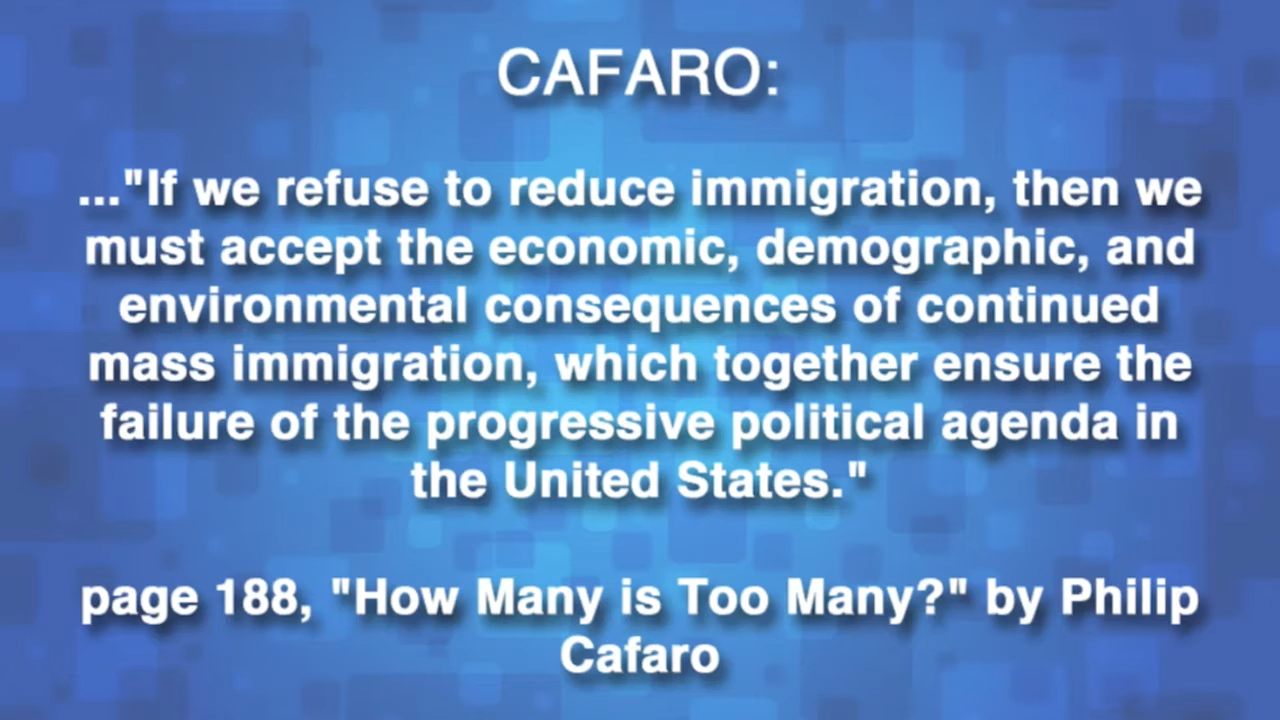 CAFARO:
..."If we refuse to reduce immigration, then we
must accept the economic, demographic, and
environmental consequences of continued
mass immigration, which together ensure the
failure of the progressive political agenda in
the United States."
page 188, "How Many is Too Many?" by Philip
Cafaro